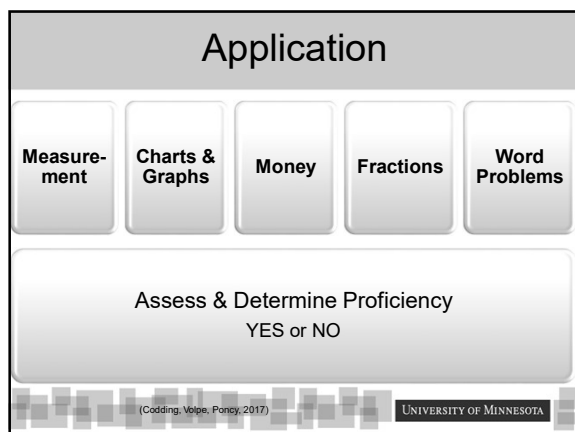 Application
Measure-
ment
Charts &
Graphs
Money
Fractions
Word
Problems
Assess & Determine Proficiency
YES or NO
(Codding, Volpe, Poncy, 2017)
UNIVERSITY OF MINNESOTA